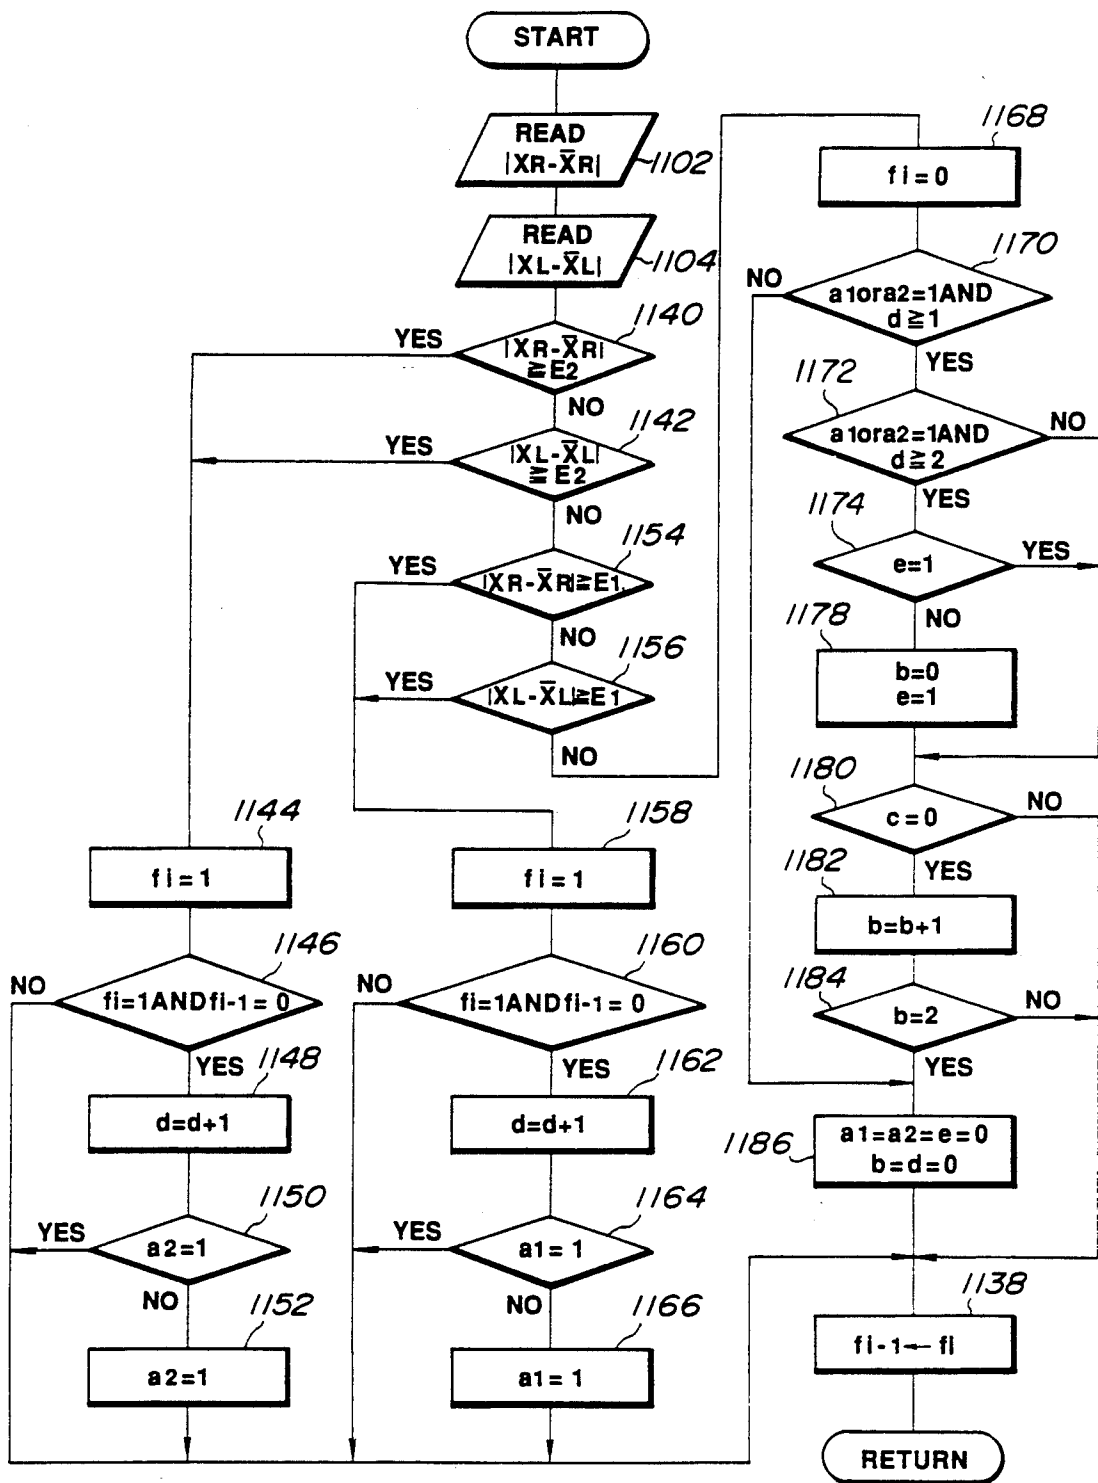 START
READ
|XR-X̄R|
1102
READ
|XL-X̄L|
1104
1140
YES
|XR-X̄R|
≧E2
NO
1142
YES
|XL-X̄L|
≧E2
NO
1154
YES
|XR-X̄R|≧E1
NO
1156
YES
|XL-X̄L|≧E1
NO
1168
fi=0
1170
NO
a1ora2=1AND
d≧1
YES
1172
a1ora2=1AND
d≧2
NO
YES
1174
e=1
YES
NO
1178
b=0
e=1
1180
c=0
NO
YES
1182
b=b+1
1184
b=2
NO
YES
1186
a1=a2=e=0
b=d=0
1138
fi-1←fi
RETURN
1144
fi=1
1146
NO
fi=1ANDfi-1=0
YES
1148
d=d+1
1150
YES
a2=1
NO
1152
a2=1
1158
fi=1
1160
NO
fi=1ANDfi-1=0
YES
1162
d=d+1
1164
YES
a1=1
NO
1166
a1=1